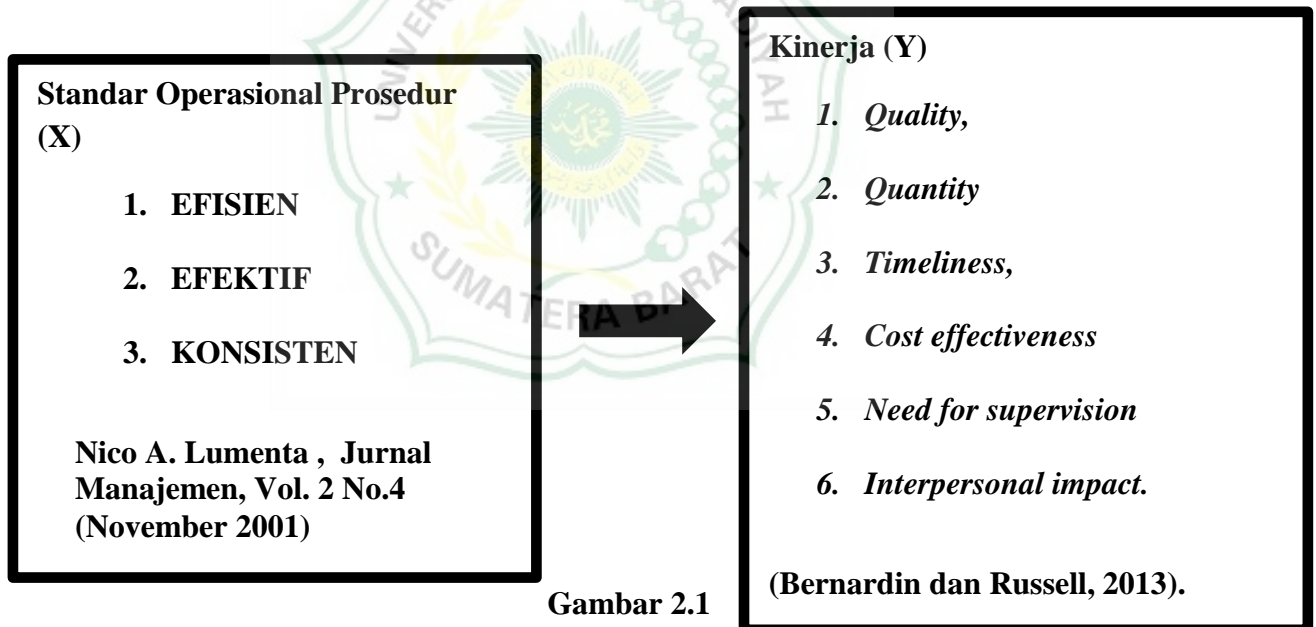 Standar Operasional Prosedur
(X)
1. EFISIEN
2. EFEKTIF
3. KONSISTEN
Nico A. Lumenta , Jurnal
Manajemen, Vol. 2 No.4
(November 2001)
Kinerja (Y)
1. Quality,
2. Quantity
3. Timeliness,
4. Cost effectiveness
5. Need for supervision
6. Interpersonal impact.
(Bernardin dan Russell, 2013).
Gambar 2.1
SUMATERA BARAT